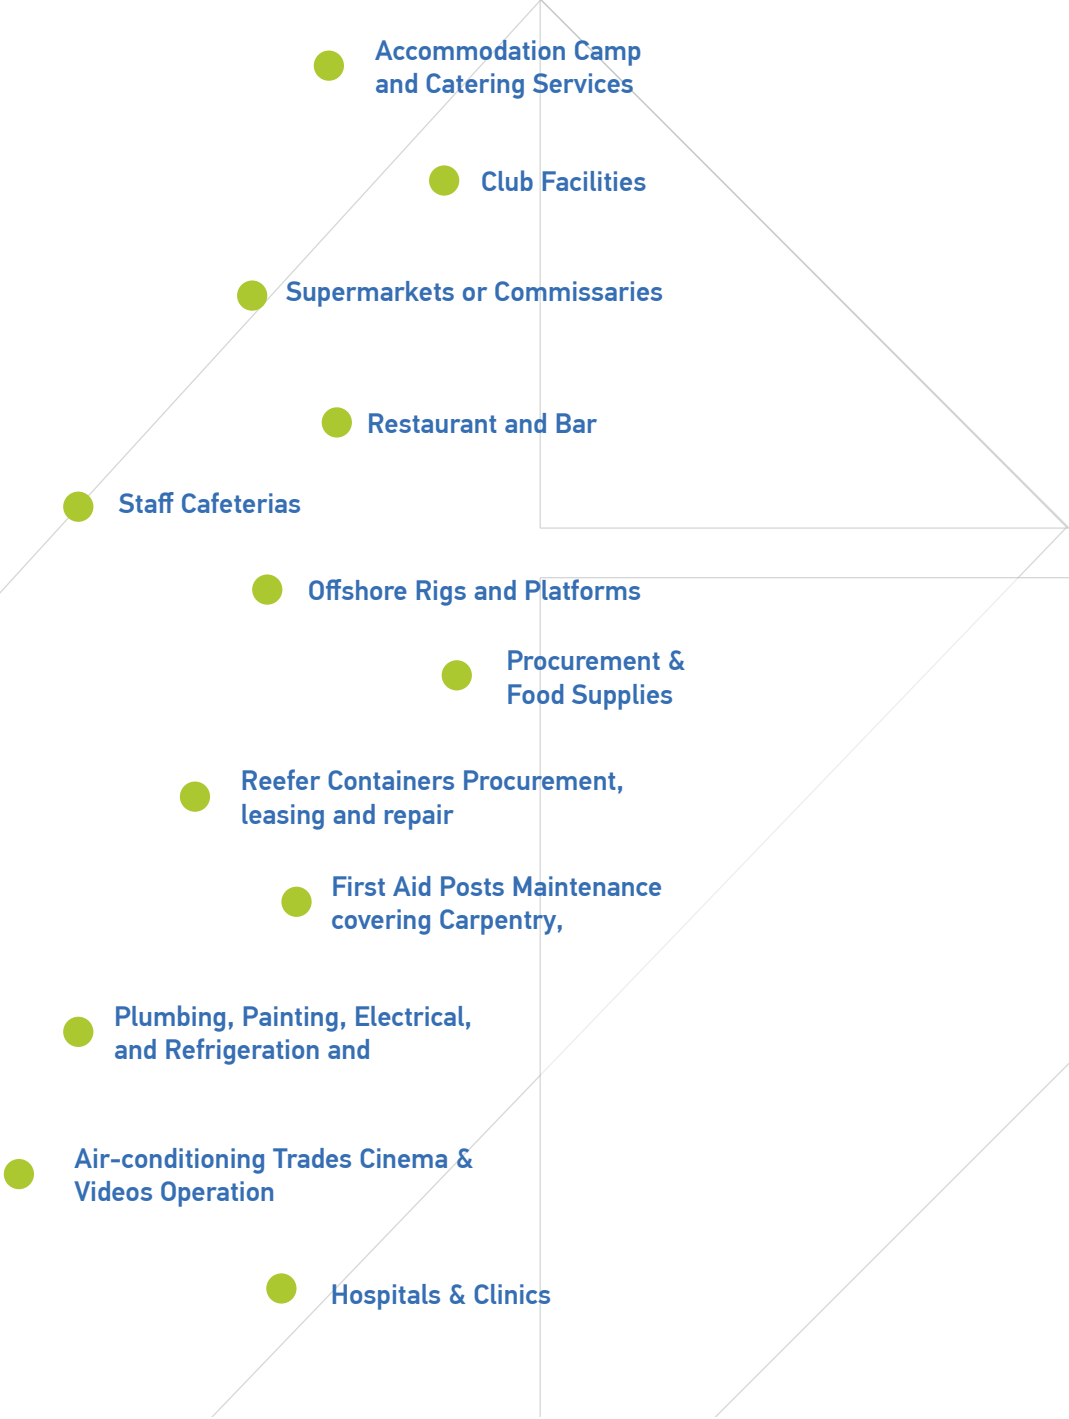 Accommodation Camp
and Catering Services
Club Facilities
Supermarkets or Commissaries
Restaurant and Bar
Staff Cafeterias
Offshore Rigs and Platforms
Procurement &
Food Supplies
Reefer Containers Procurement,
leasing and repair
First Aid Posts Maintenance
covering Carpentry,
Plumbing, Painting, Electrical,
and Refrigeration and
Air-conditioning Trades Cinema &
Videos Operation
Hospitals & Clinics